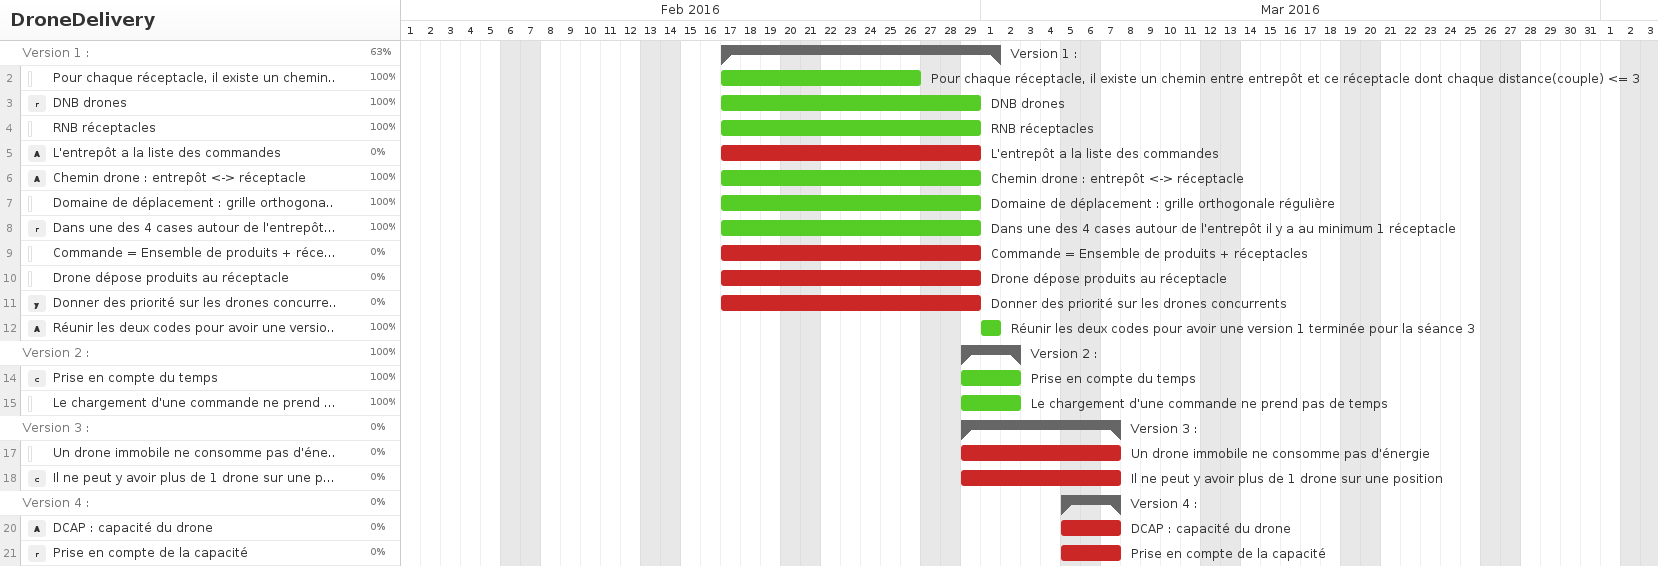 DroneDelivery
Feb 2016 Mar 2016
1 2 3 4 5 6 7 8 9 10 11 12 13 14 15 16 17 18 19 20 21 22 23 24 25 26 27 28 29 1 2 3 4 5 6 7 8 9 10 11 12 13 14 15 16 17 18 19 20 21 22 23 24 25 26 27 28 29 30 31 1 2 3
Version 1 : 63% Version 1 :
2 Pour chaque réceptacle, il existe un chemin.. 100% Pour chaque réceptacle, il existe un chemin entre entrepôt et ce réceptacle dont chaque distance(couple) <= 3
3 r DNB drones 100% DNB drones
4 RNB réceptacles 100% RNB réceptacles
5 A L'entrepôt a la liste des commandes 0% L'entrepôt a la liste des commandes
6 A Chemin drone : entrepôt <-> réceptacle 100% Chemin drone : entrepôt <-> réceptacle
7 Domaine de déplacement : grille orthogona.. 100% Domaine de déplacement : grille orthogonale régulière
8 r Dans une des 4 cases autour de l'entrepôt... 100% Dans une des 4 cases autour de l'entrepôt il y a au minimum 1 réceptacle
9 Commande = Ensemble de produits + réce... 0% Commande = Ensemble de produits + réceptacles
10 Drone dépose produits au réceptacle 0% Drone dépose produits au réceptacle
11 y Donner des priorité sur les drones concurre.. 0% Donner des priorité sur les drones concurrents
12 A Réunir les deux codes pour avoir une versio.. 100% Réunir les deux codes pour avoir une version 1 terminée pour la séance 3
Version 2 : 100% Version 2 :
14 c Prise en compte du temps 100% Prise en compte du temps
15 Le chargement d'une commande ne prend ... 100% Le chargement d'une commande ne prend pas de temps
Version 3 : 0% Version 3 :
17 Un drone immobile ne consomme pas d'éne.. 0% Un drone immobile ne consomme pas d'énergie
18 c Il ne peut y avoir plus de 1 drone sur une p... 0% Il ne peut y avoir plus de 1 drone sur une position
Version 4 : 0% Version 4 :
20 A DCAP : capacité du drone 0% DCAP : capacité du drone
21 r Prise en compte de la capacité 0% Prise en compte de la capacité